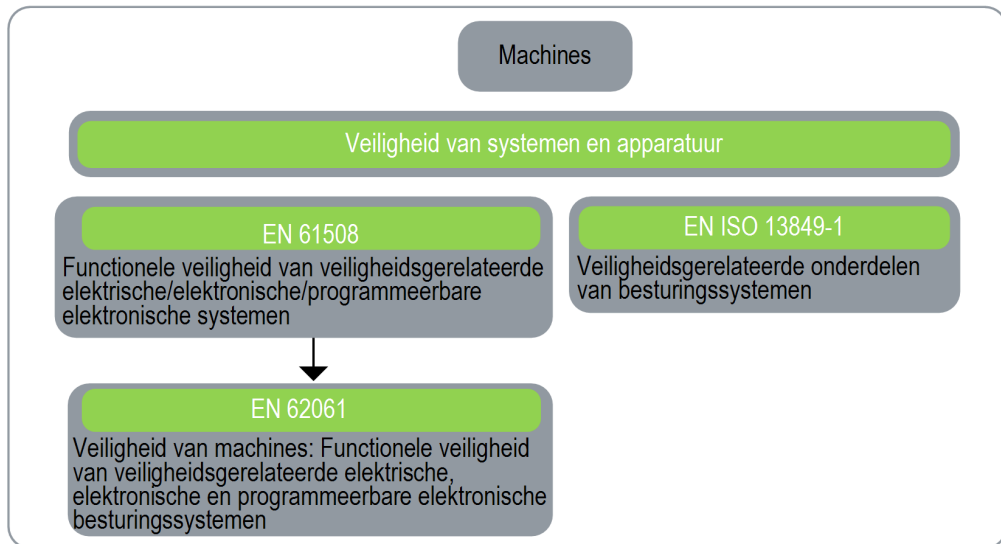 Machines
Veiligheid van systemen en apparatuur
EN 61508
Functionele veiligheid van veiligheidsgerelateerde
elektrische/elektronische/programmeerbare
elektronische systemen
EN ISO 13849-1
Veiligheidsgerelateerde onderdelen
van besturingssystemen
EN 62061
Veiligheid van machines: Functionele veiligheid
van veiligheidsgerelateerde elektrische,
elektronische en programmeerbare elektronische
besturingssystemen